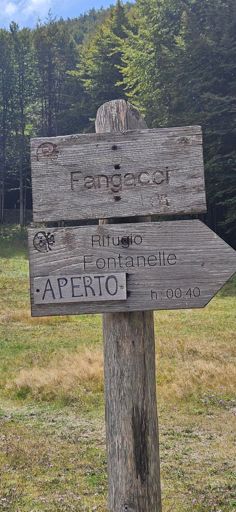 Fangacci
Rifugio
Fontanelle
·APERTO·
h:00.40